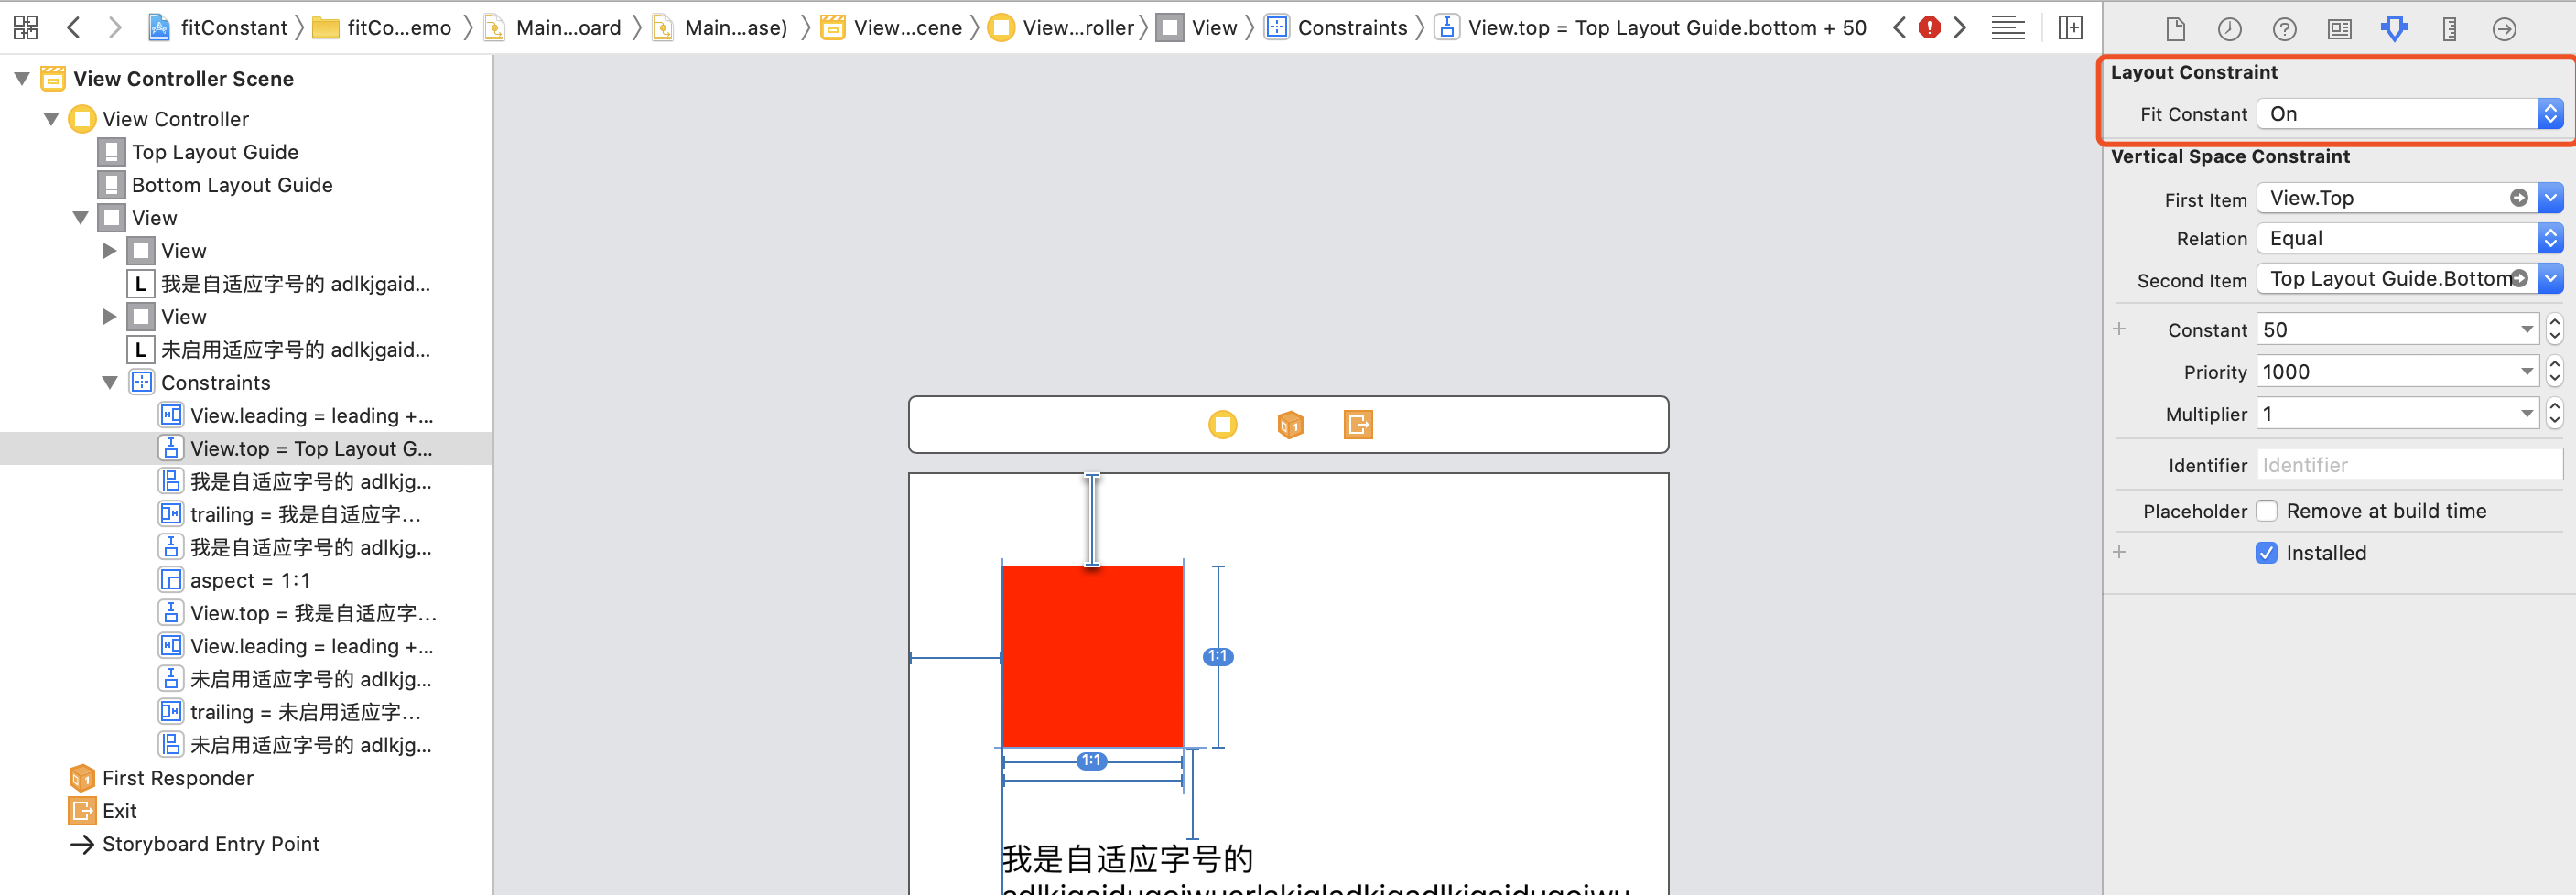 fitConstant
fitCo...emo
Main...oard
Main...ase)
View...cene
View...roller
View
Constraints
View.top = Top Layout Guide.bottom + 50
View Controller Scene
View Controller
Top Layout Guide
Bottom Layout Guide
View
View
L 我是自适应字号的 adlkjgaid...
View
L 未启用适应字号的 adlkjgaid...
Constraints
View.leading = leading +...
View.top = Top Layout G...
我是自适应字号的 adlkjg...
trailing = 我是自适应字...
我是自适应字号的 adlkjg...
aspect = 1:1
View.top = 我是自适应字...
View.leading = leading +...
未启用适应字号的 adlkjg...
trailing = 未启用适应字...
未启用适应字号的 adlkjg...
First Responder
Exit
Storyboard Entry Point
1:1
1:1
我是自适应字号的
Layout Constraint
Fit Constant On
Vertical Space Constraint
First Item View.Top
Relation Equal
Second Item Top Layout Guide.Bottom
Constant 50
Priority 1000
Multiplier 1
Identifier Identifier
Placeholder Remove at build time
Installed